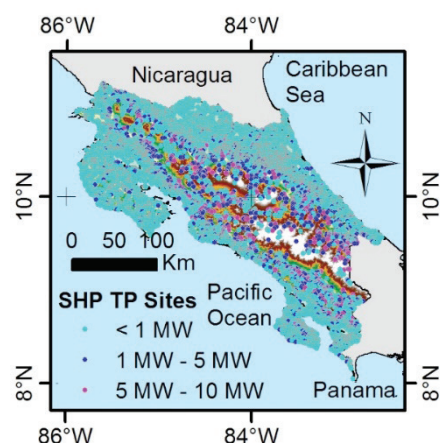 86°W 84°W
Nicaragua
Caribbean
Sea
N
10°N 10°N
0 50 100
Km
SHP TP Sites
< 1 MW
1 MW - 5 MW
5 MW - 10 MW
Pacific
Ocean
8°N 8°N
Panama
86°W 84°W